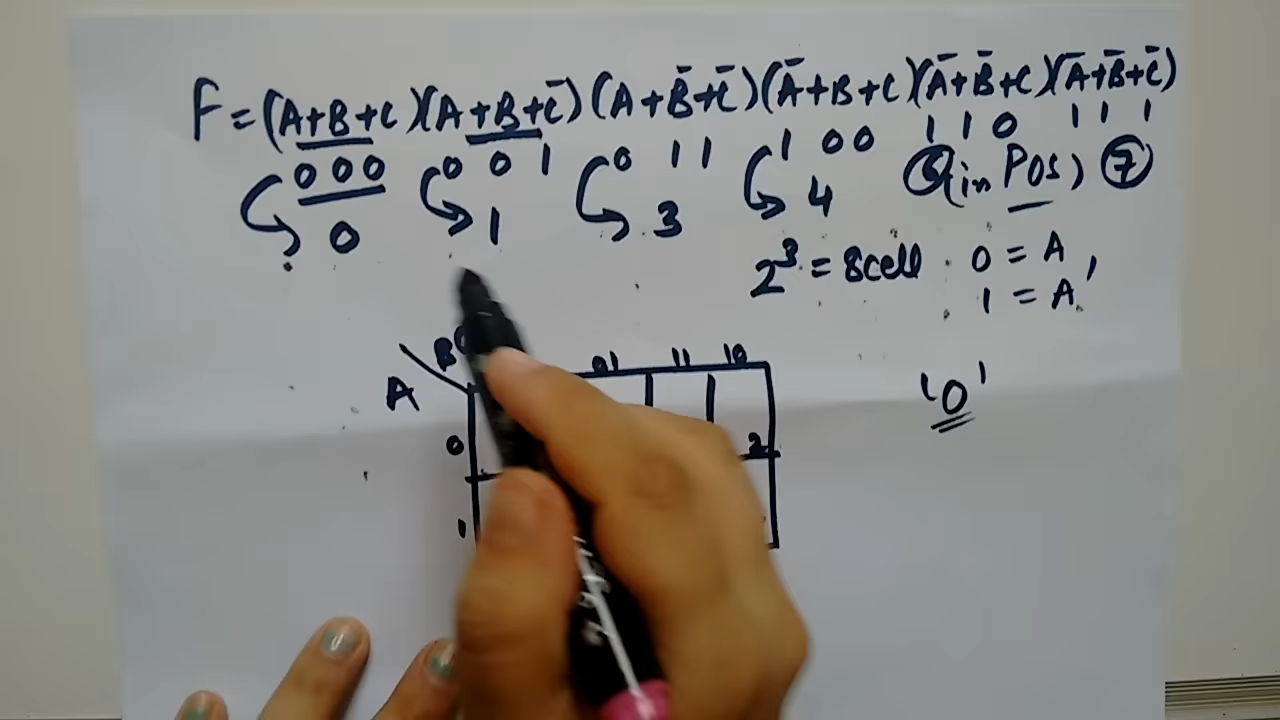 F = (A+B+C)(A+B+C̄)(A+B̄+C̄)(Ā+B+C)(Ā+B̄+C)(Ā+B̄+C̄)
000 001 011 100 110 111
0 1 3 4 6 (in POS) 7
2³ = 8cell 0 = A
1 = A'
01 11 10
A
'0'
0 2
1